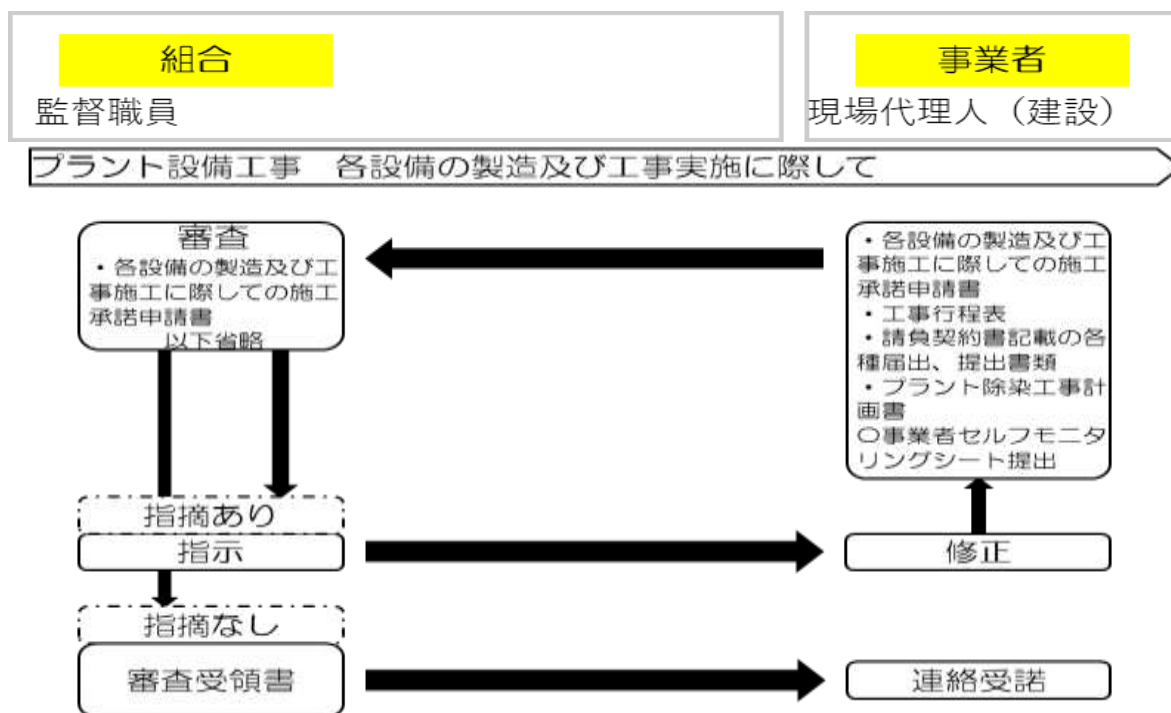 組合
監督職員
事業者
現場代理人（建設）
プラント設備工事　各設備の製造及び工事実施に際して
審査
・各設備の製造及び工
事施工に際しての施工
承諾申請書
以下省略
・各設備の製造及び工
事施工に際しての施工
承諾申請書
・工事行程表
・請負契約書記載の各
種届出、提出書類
・プラント除染工事計
画書
〇事業者セルフモニタ
リングシート提出
指摘あり
指示
修正
指摘なし
審査受領書
連絡受諾